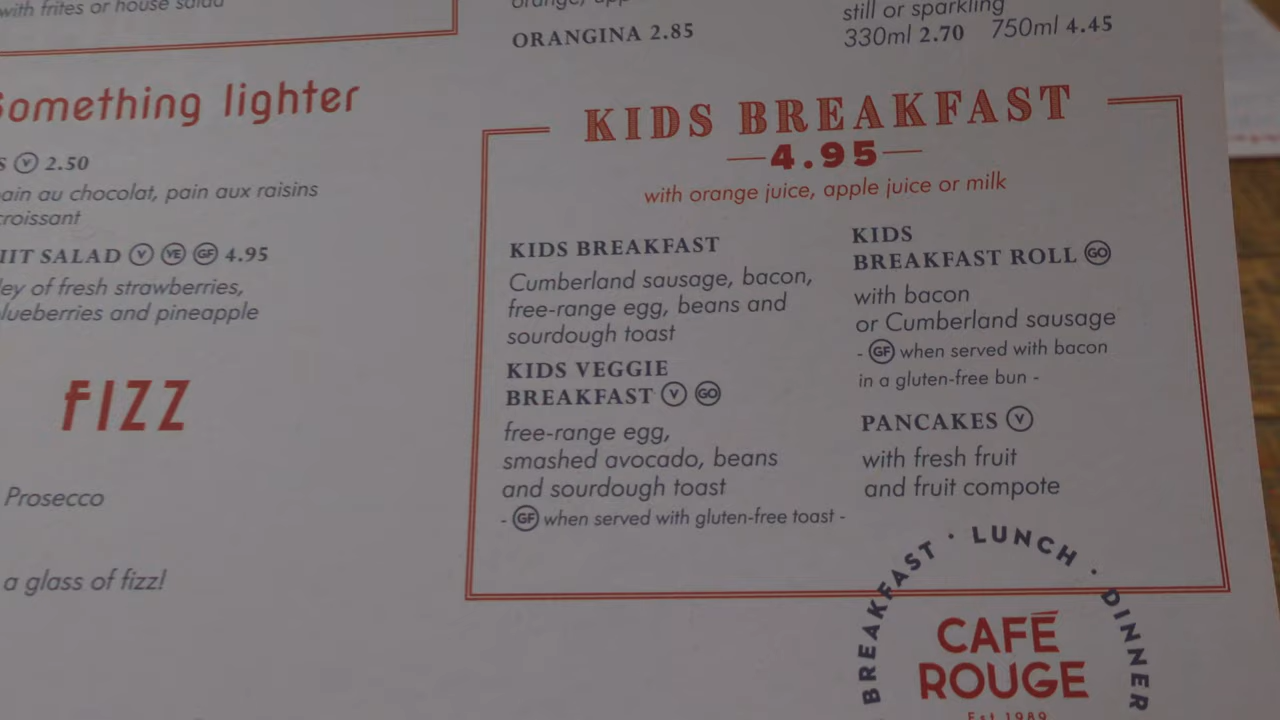 with frites or house salad
ORANGINA 2.85
still or sparkling
330ml 2.70 750ml 4.45
Something lighter
V 2.50
pain au chocolat, pain aux raisins
croissant
SALAD V VE GF 4.95
of fresh strawberries,
blueberries and pineapple
FIZZ
Prosecco
a glass of fizz!
KIDS BREAKFAST
4.95
with orange juice, apple juice or milk
KIDS BREAKFAST
Cumberland sausage, bacon,
free-range egg, beans and
sourdough toast
KIDS VEGGIE
BREAKFAST V GO
free-range egg,
smashed avocado, beans
and sourdough toast
- GF when served with gluten-free toast -
KIDS
BREAKFAST ROLL GO
with bacon
or Cumberland sausage
- GF when served with bacon
in a gluten-free bun -
PANCAKES V
with fresh fruit
and fruit compote
BREAKFAST · LUNCH · DINNER
CAFÉ
ROUGE
Est 1989